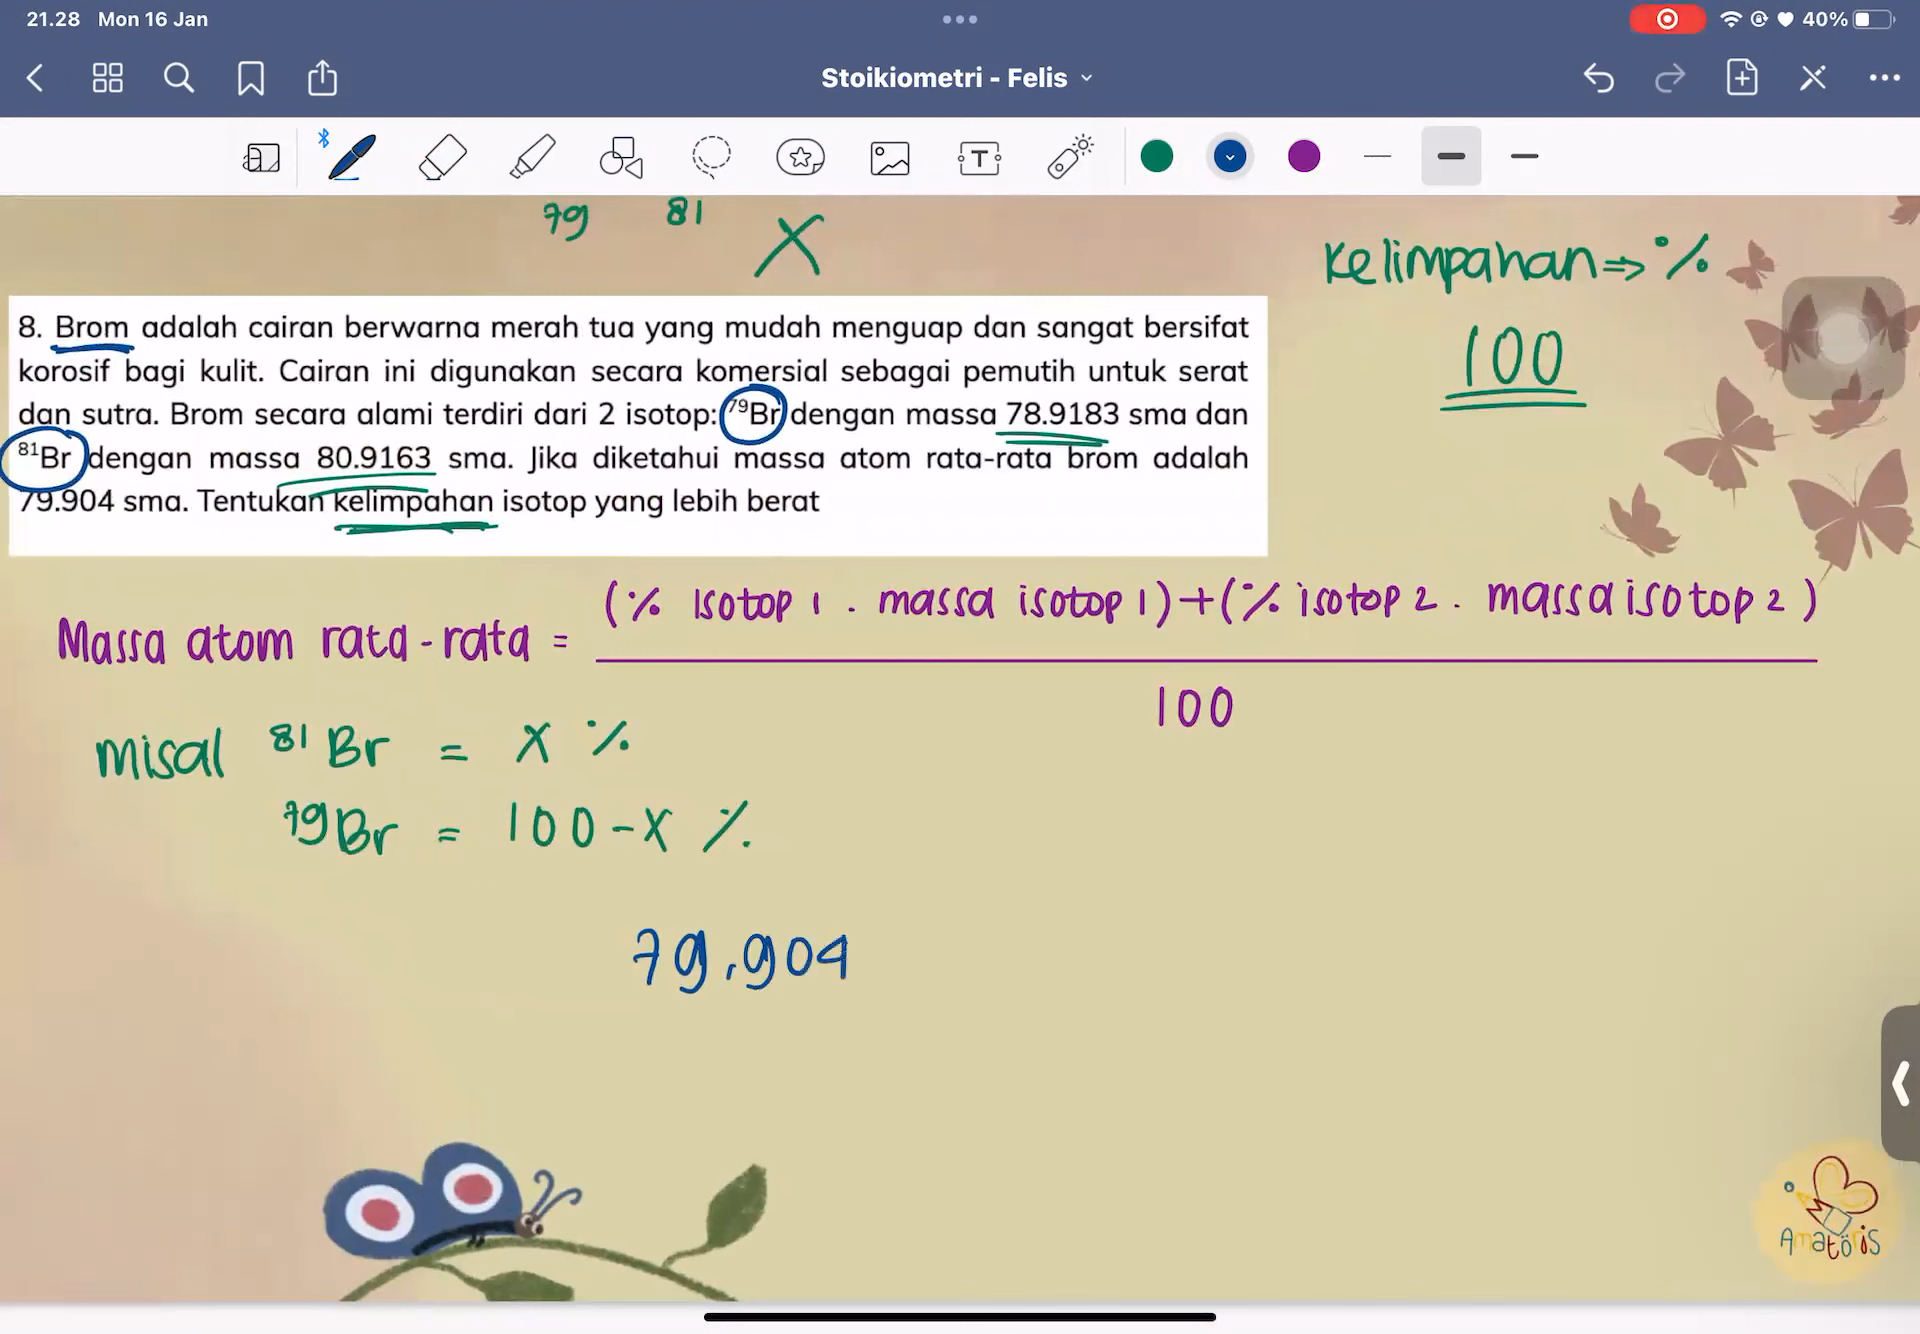 21.28 Mon 16 Jan
40%
Stoikiometri - Felis
79 81 X
Kelimpahan ⇒ %
100
8. Brom adalah cairan berwarna merah tua yang mudah menguap dan sangat bersifat
korosif bagi kulit. Cairan ini digunakan secara komersial sebagai pemutih untuk serat
dan sutra. Brom secara alami terdiri dari 2 isotop: ⁷⁹Br dengan massa 78.9183 sma dan
⁸¹Br dengan massa 80.9163 sma. Jika diketahui massa atom rata-rata brom adalah
79.904 sma. Tentukan kelimpahan isotop yang lebih berat
(% isotop 1 . massa isotop 1) + (% isotop 2 . massa isotop 2)
Massa atom rata-rata =
100
misal ⁸¹Br = X %
⁷⁹Br = 100 - X %
79,904
Amatöris